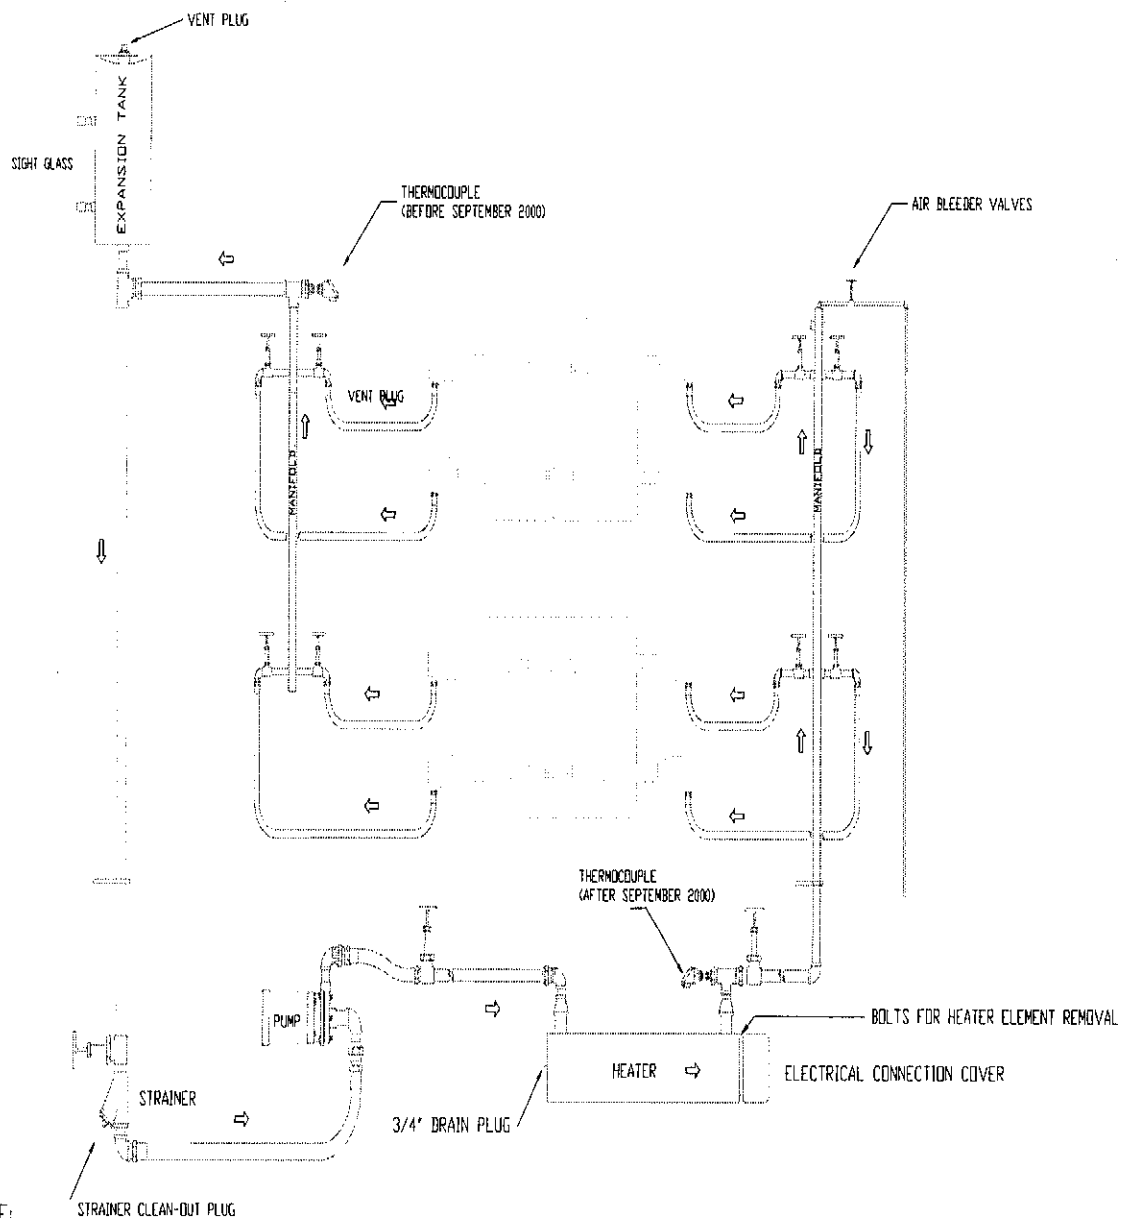 VENT PLUG
EXPANSION TANK
SIGHT GLASS
THERMOCOUPLE
(BEFORE SEPTEMBER 2000)
AIR BLEEDER VALVES
VENT PLUG
MANIFOLD
MANIFOLD
THERMOCOUPLE
(AFTER SEPTEMBER 2000)
PUMP
BOLTS FOR HEATER ELEMENT REMOVAL
HEATER
ELECTRICAL CONNECTION COVER
STRAINER
3/4" DRAIN PLUG
STRAINER CLEAN-OUT PLUG